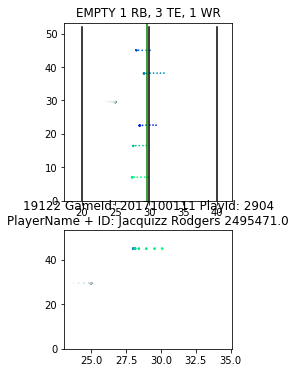 EMPTY 1 RB, 3 TE, 1 WR
50
40
30
20
10
0
20 25 30 35 40
19122 GameId: 2017100111 PlayId: 2904
PlayerName + ID: Jacquizz Rodgers 2495471.0
40
20
0
25.0 27.5 30.0 32.5 35.0